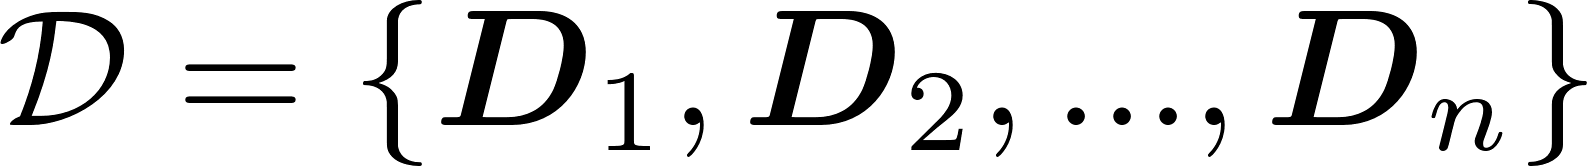 𝒟 = {𝑫₁, 𝑫₂, ..., 𝑫ₙ}